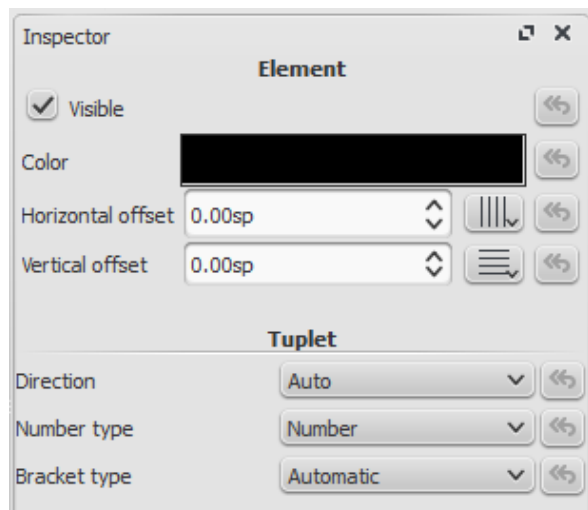 Inspector
Element
Visible
Color
Horizontal offset 0.00sp
Vertical offset 0.00sp
Tuplet
Direction Auto
Number type Number
Bracket type Automatic